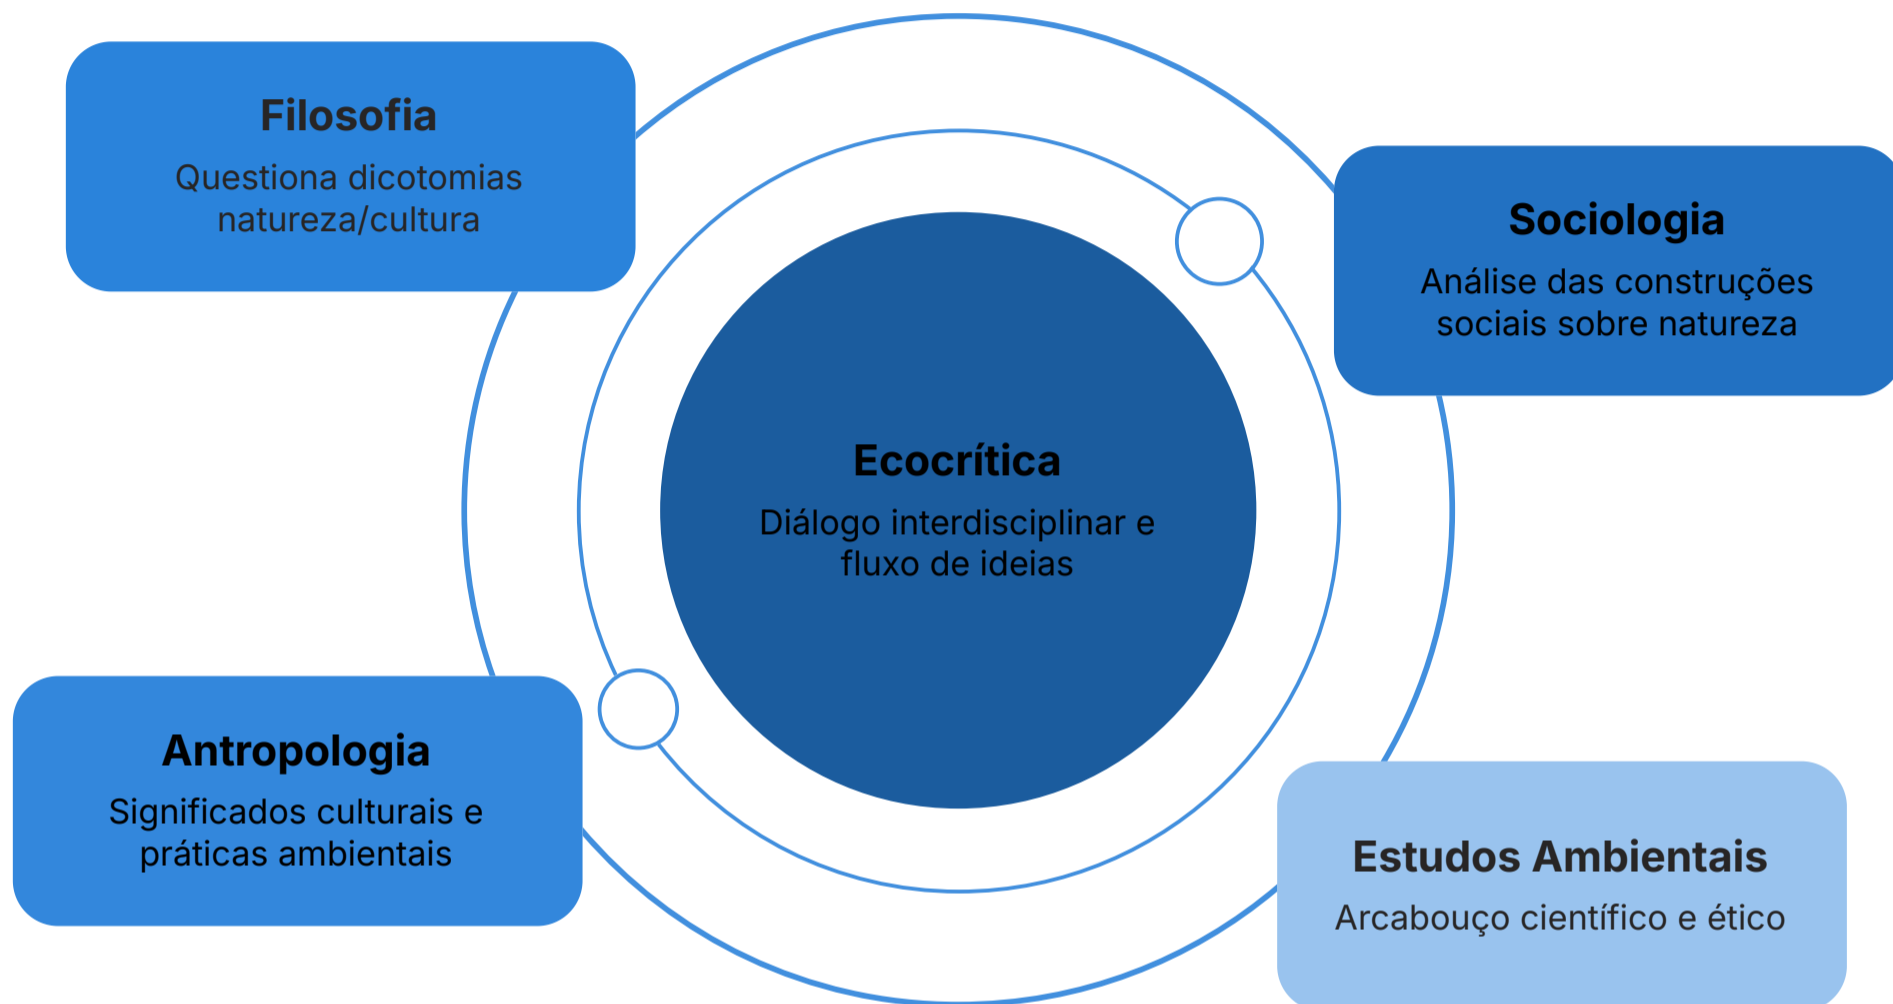 Filosofia
Questiona dicotomias
natureza/cultura
Sociologia
Análise das construções
sociais sobre natureza
Ecocrítica
Diálogo interdisciplinar e
fluxo de ideias
Antropologia
Significados culturais e
práticas ambientais
Estudos Ambientais
Arcabouço científico e ético